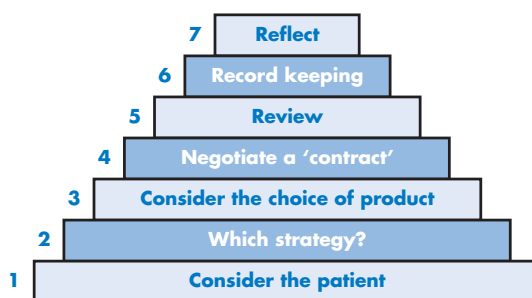 7 Reflect
6 Record keeping
5 Review
4 Negotiate a ‘contract’
3 Consider the choice of product
2 Which strategy?
1 Consider the patient